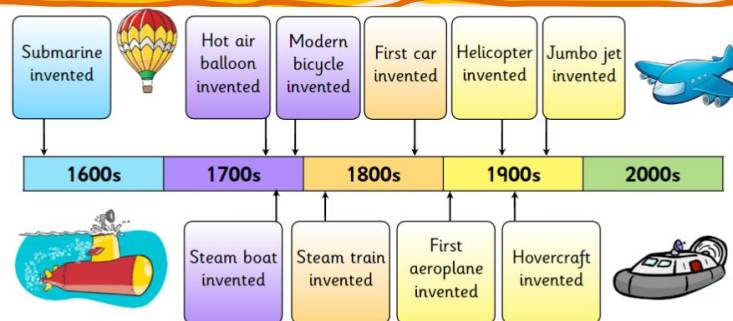 Submarine
invented
Hot air
balloon
invented
Modern
bicycle
invented
First car
invented
Helicopter
invented
Jumbo jet
invented
1600s
1700s
1800s
1900s
2000s
Steam boat
invented
Steam train
invented
First
aeroplane
invented
Hovercraft
invented